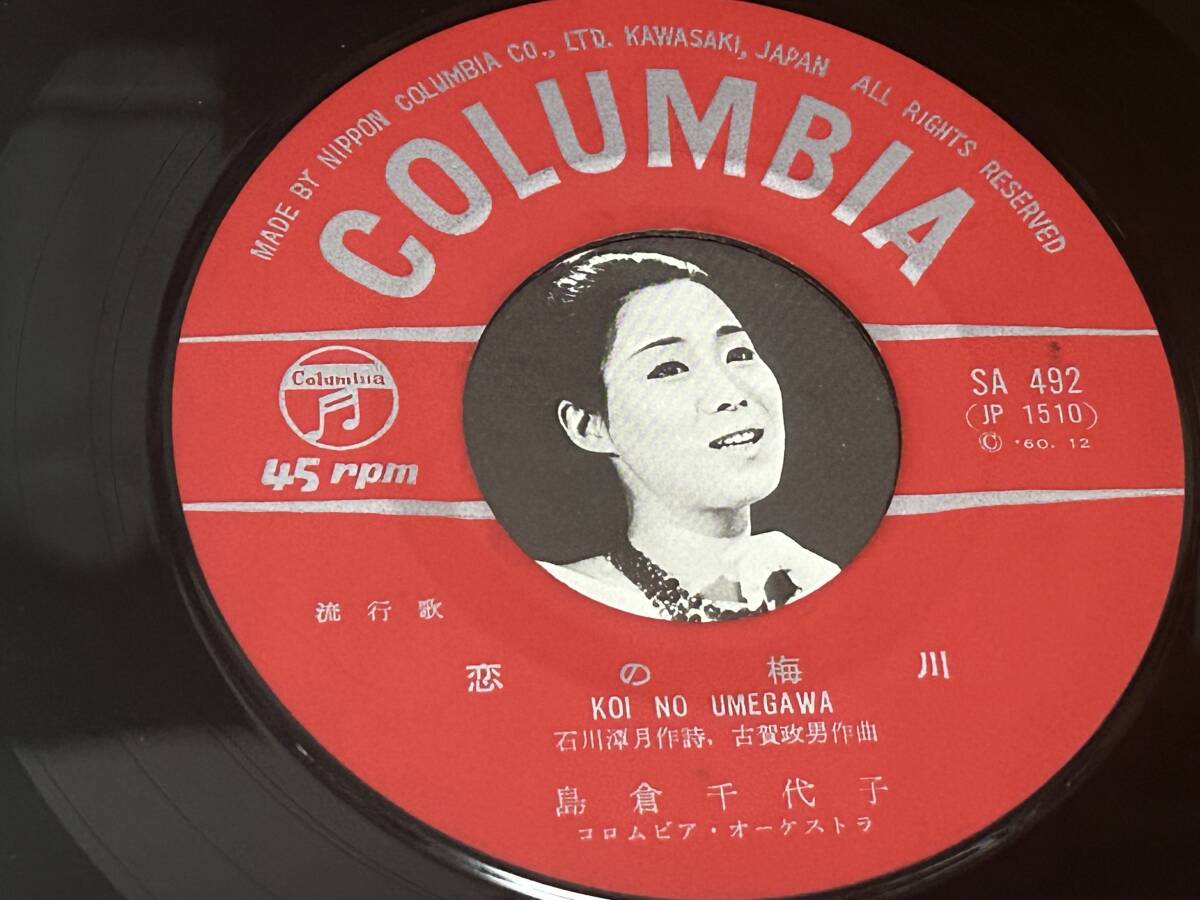 MADE BY NIPPON COLUMBIA CO., LTD. KAWASAKI, JAPAN ALL RIGHTS RESERVED
COLUMBIA
Columbia
45 rpm
SA 492
(JP 1510)
Ⓒ '60. 12
流行歌
恋の梅川
KOI NO UMEGAWA
石川潭月作詩, 古賀政男作曲
島倉千代子
コロムビア・オーケストラ